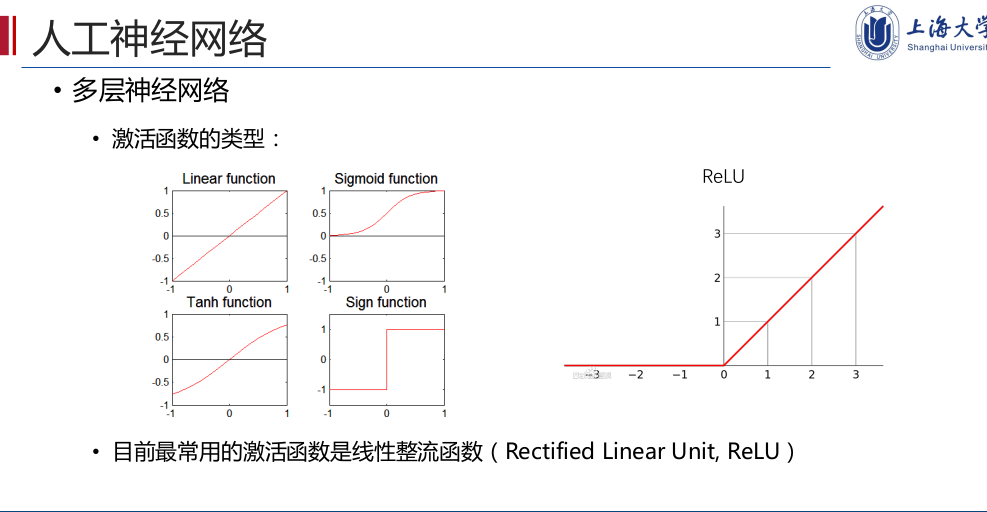 人工神经网络
上海大学
Shanghai Universit
• 多层神经网络
• 激活函数的类型：
Linear function
1
0.5
0
-0.5
-1
-1 0 1
Sigmoid function
1
0.5
0
-0.5
-1
-1 0 1
Tanh function
1
0.5
0
-0.5
-1
-1 0 1
Sign function
1
0
-1
-1 0 1
ReLU
3
2
1
−3 −2 −1 0 1 2 3
• 目前最常用的激活函数是线性整流函数（Rectified Linear Unit, ReLU）